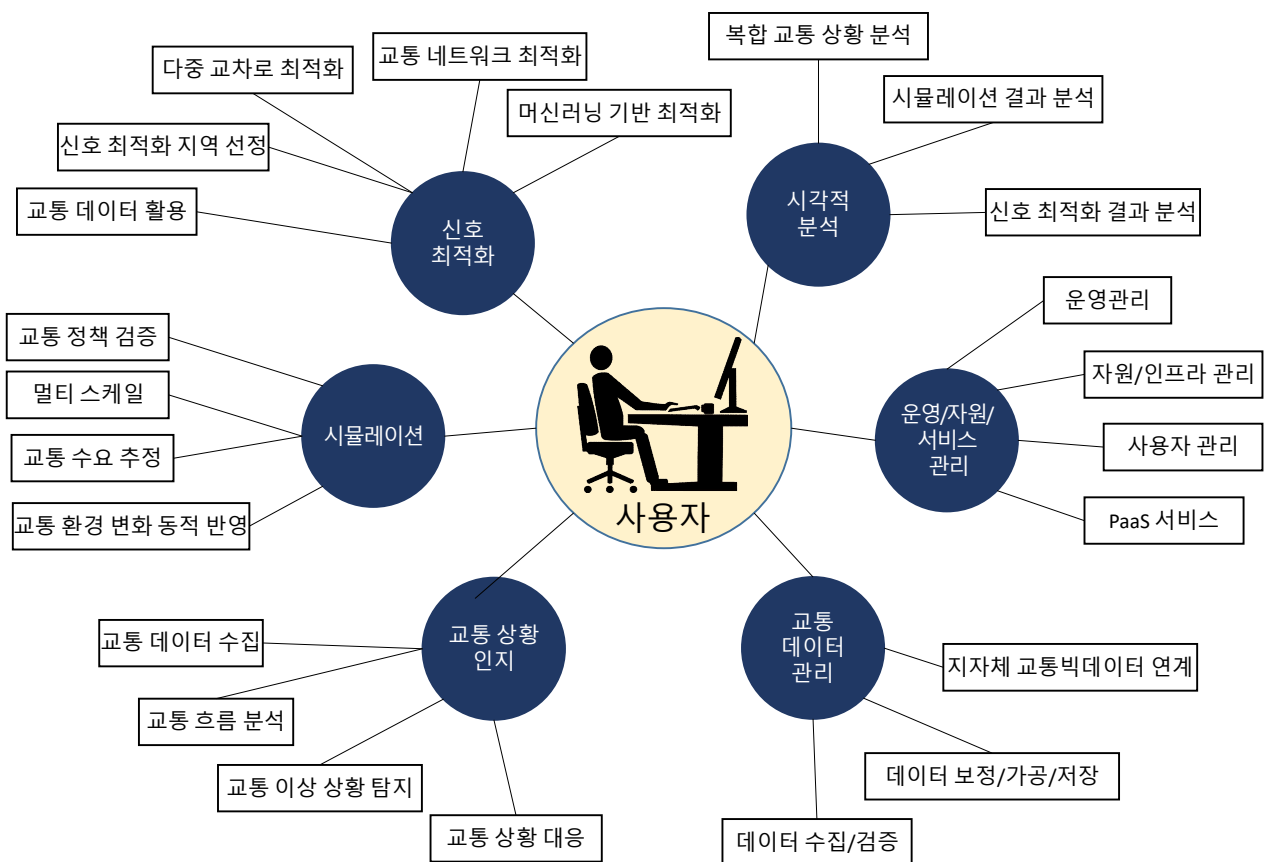 복합 교통 상황 분석
교통 네트워크 최적화
다중 교차로 최적화
시뮬레이션 결과 분석
머신러닝 기반 최적화
신호 최적화 지역 선정
교통 데이터 활용
신호 최적화 결과 분석
신호
최적화
시각적
분석
운영관리
교통 정책 검증
자원/인프라 관리
멀티 스케일
시뮬레이션
운영/자원/
서비스
관리
사용자 관리
교통 수요 추정
사용자
교통 환경 변화 동적 반영
PaaS 서비스
교통 데이터 수집
교통 상황
인지
교통
데이터
관리
지자체 교통빅데이터 연계
교통 흐름 분석
교통 이상 상황 탐지
데이터 보정/가공/저장
교통 상황 대응
데이터 수집/검증